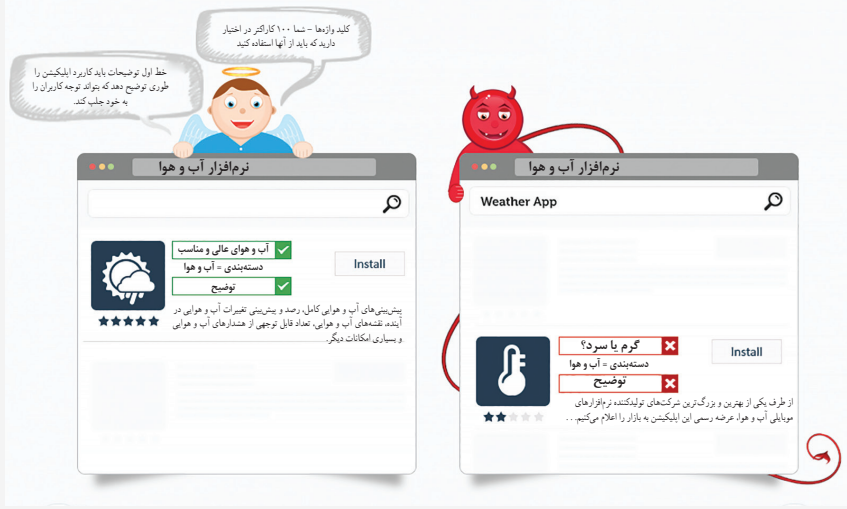 کلید واژه‌ها – شما ۱۰۰ کاراکتر در اختیار
دارید که باید از آنها استفاده کنید
خط اول توضیحات باید کاربرد اپلیکیشن را
طوری توضیح دهد که بتواند توجه کاربران را
به خود جلب کند.
نرم‌افزار آب و هوا
آب و هوای عالی و مناسب
دسته‌بندی = آب و هوا
توضیح
Install
پیش‌بینی‌های آب و هوایی کامل، رصد و پیش‌بینی تغییرات آب و هوایی در
آینده، نقشه‌های آب و هوایی، تعداد قابل توجهی از هشدارهای آب و هوایی
و بسیاری امکانات دیگر.
نرم‌افزار آب و هوا
Weather App
گرم یا سرد؟
دسته‌بندی = آب و هوا
توضیح
Install
از طرف یکی از بهترین و بزرگ‌ترین شرکت‌های تولیدکننده نرم‌افزارهای
موبایلی آب و هوا، عرضه رسمی این اپلیکیشن به بازار را اعلام می‌کنیم...